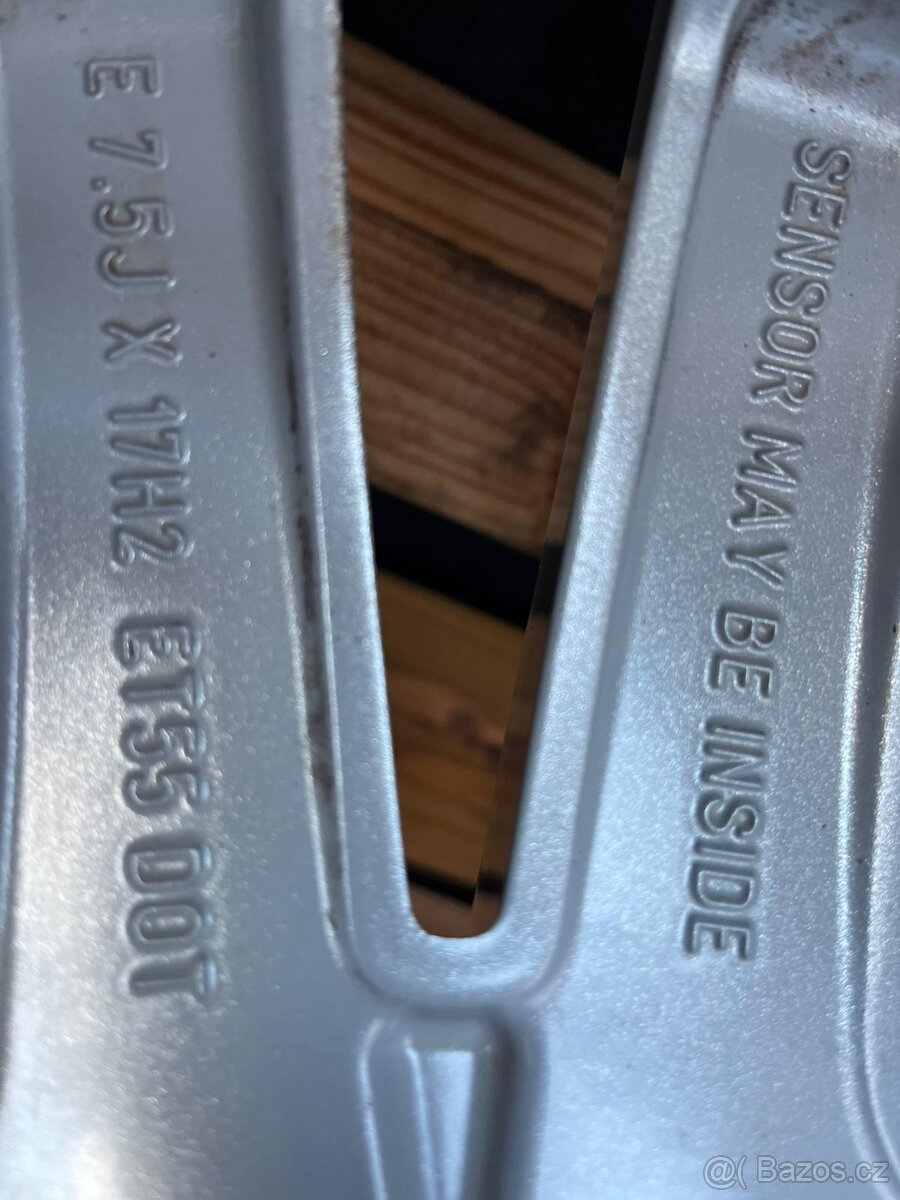 E 7.5J X 17H2 ET55 DOT
SENSOR MAY BE INSIDE
@( Bazos.cz